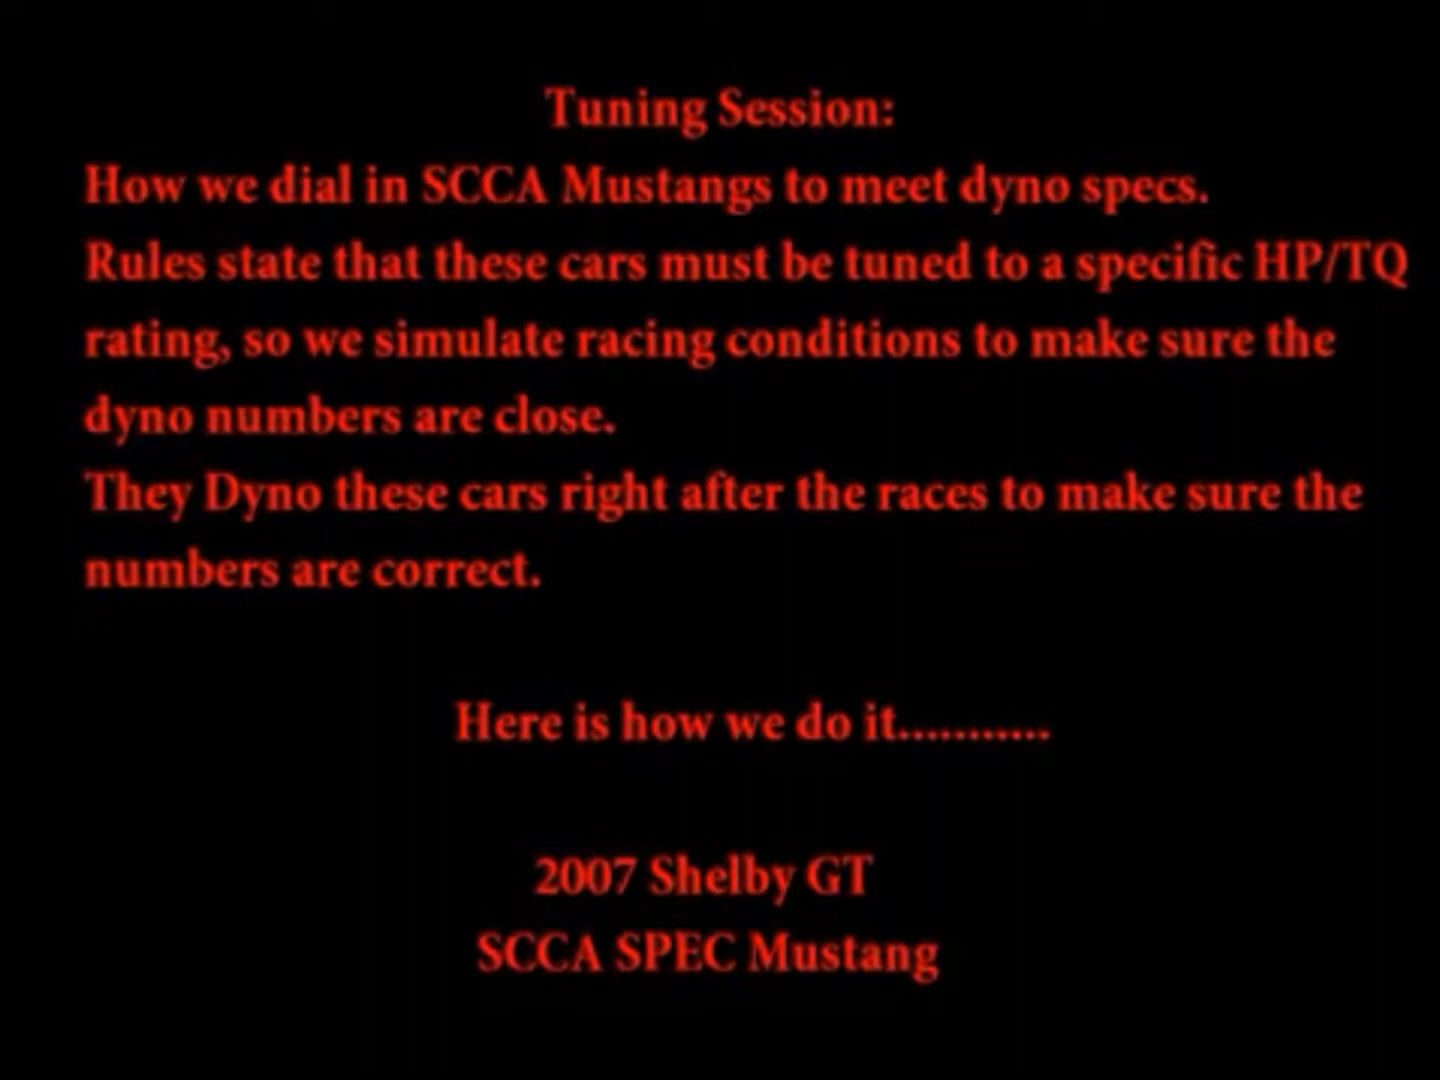 Tuning Session:
How we dial in SCCA Mustangs to meet dyno specs.
Rules state that these cars must be tuned to a specific HP/TQ
rating, so we simulate racing conditions to make sure the
dyno numbers are close.
They Dyno these cars right after the races to make sure the
numbers are correct.
Here is how we do it...........
2007 Shelby GT
SCCA SPEC Mustang